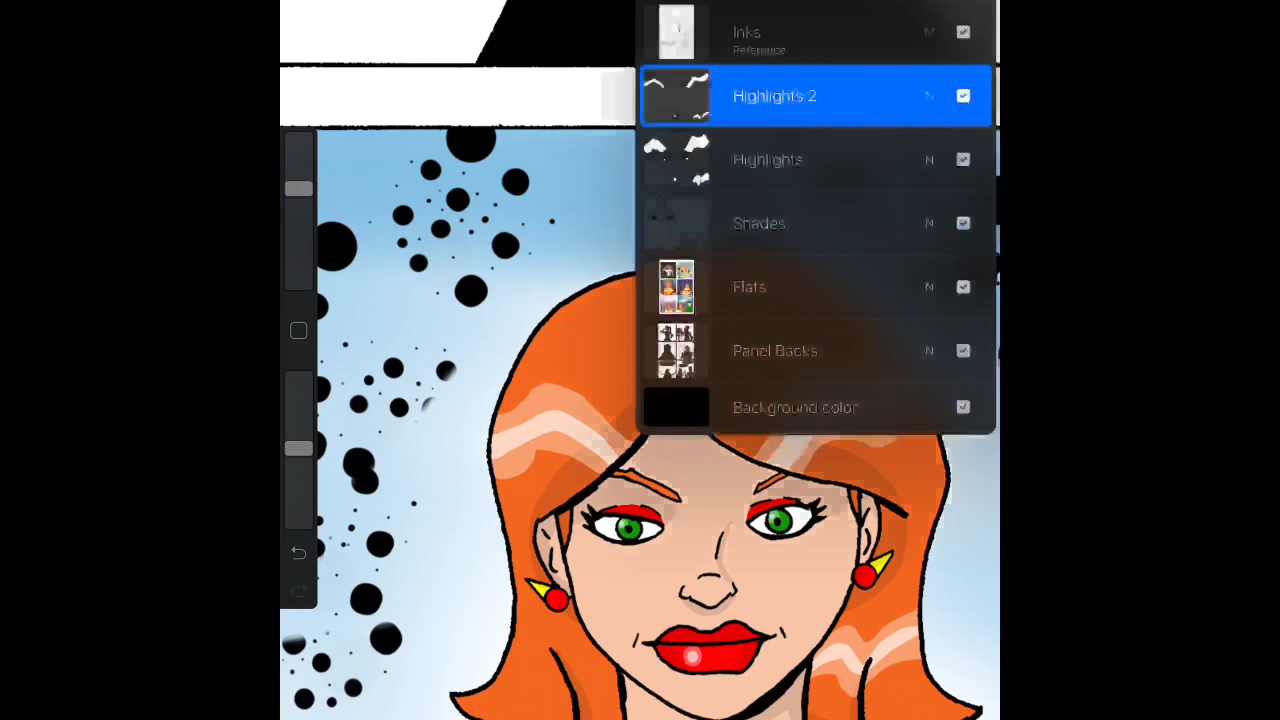 Inks M
Reference
Highlights 2 N
Highlights N
Shades N
Flats N
Panel Backs N
Background color